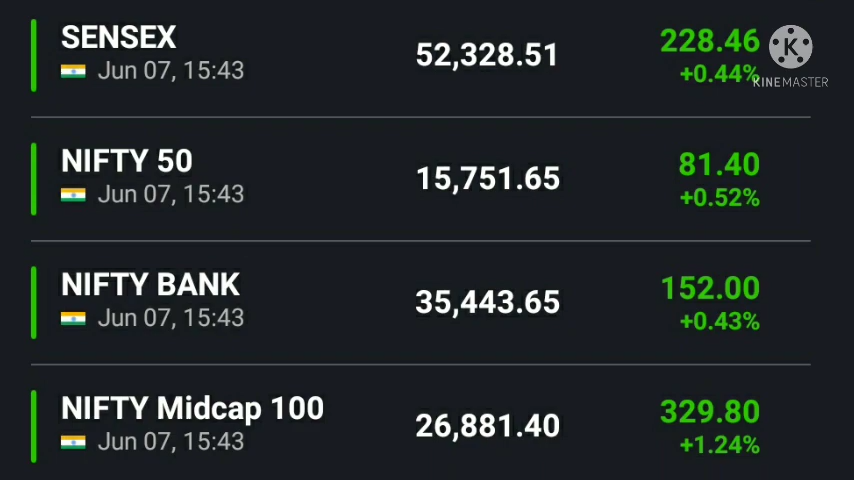 SENSEX
52,328.51
228.46
Jun 07, 15:43
+0.44%
K
KINEMASTER
NIFTY 50
15,751.65
81.40
Jun 07, 15:43
+0.52%
NIFTY BANK
35,443.65
152.00
Jun 07, 15:43
+0.43%
NIFTY Midcap 100
26,881.40
329.80
Jun 07, 15:43
+1.24%